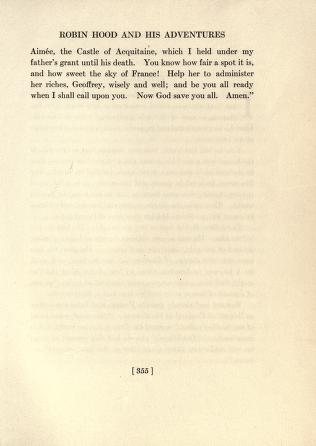 ROBIN HOOD AND HIS ADVENTURES
Aimée, the Castle of Acquitaine, which I held under my
father's grant until his death. You know how fair a spot it is,
and how sweet the sky of France! Help her to administer
her riches, Geoffrey, wisely and well; and be you all ready
when I shall call upon you. Now God save you all. Amen."
[ 355 ]